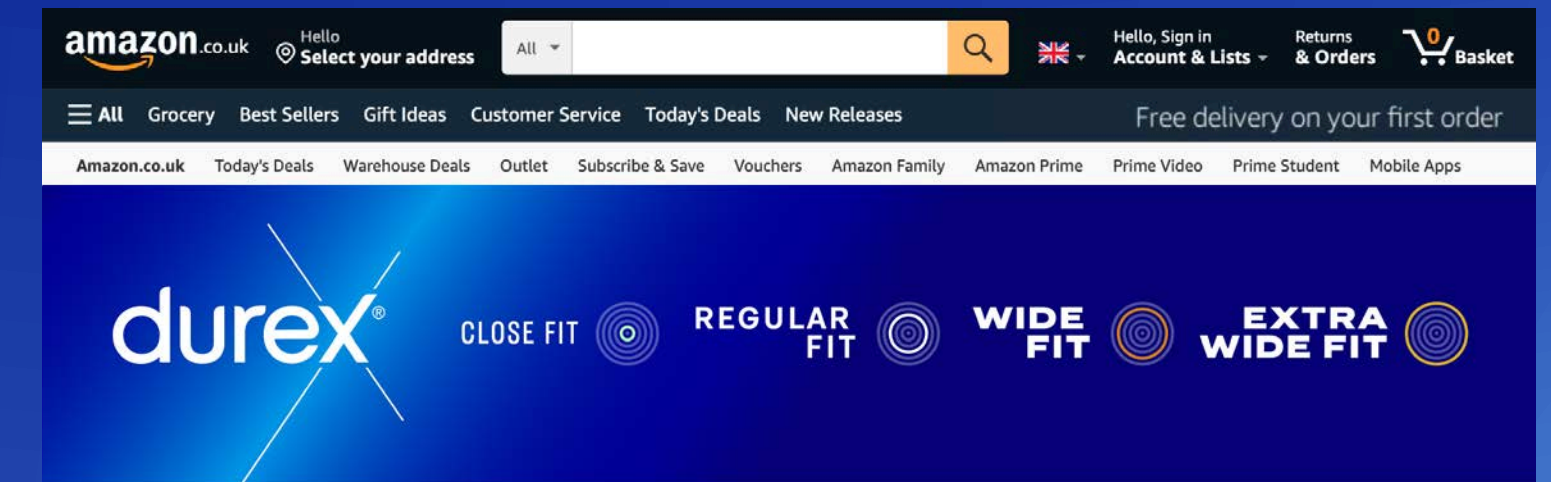 amazon.co.uk
Hello
Select your address
All
Hello, Sign in
Account & Lists
Returns
& Orders
0
Basket
All Grocery Best Sellers Gift Ideas Customer Service Today's Deals New Releases Free delivery on your first order
Amazon.co.uk Today's Deals Warehouse Deals Outlet Subscribe & Save Vouchers Amazon Family Amazon Prime Prime Video Prime Student Mobile Apps
durex®
CLOSE FIT
REGULAR
FIT
WIDE
FIT
EXTRA
WIDE FIT